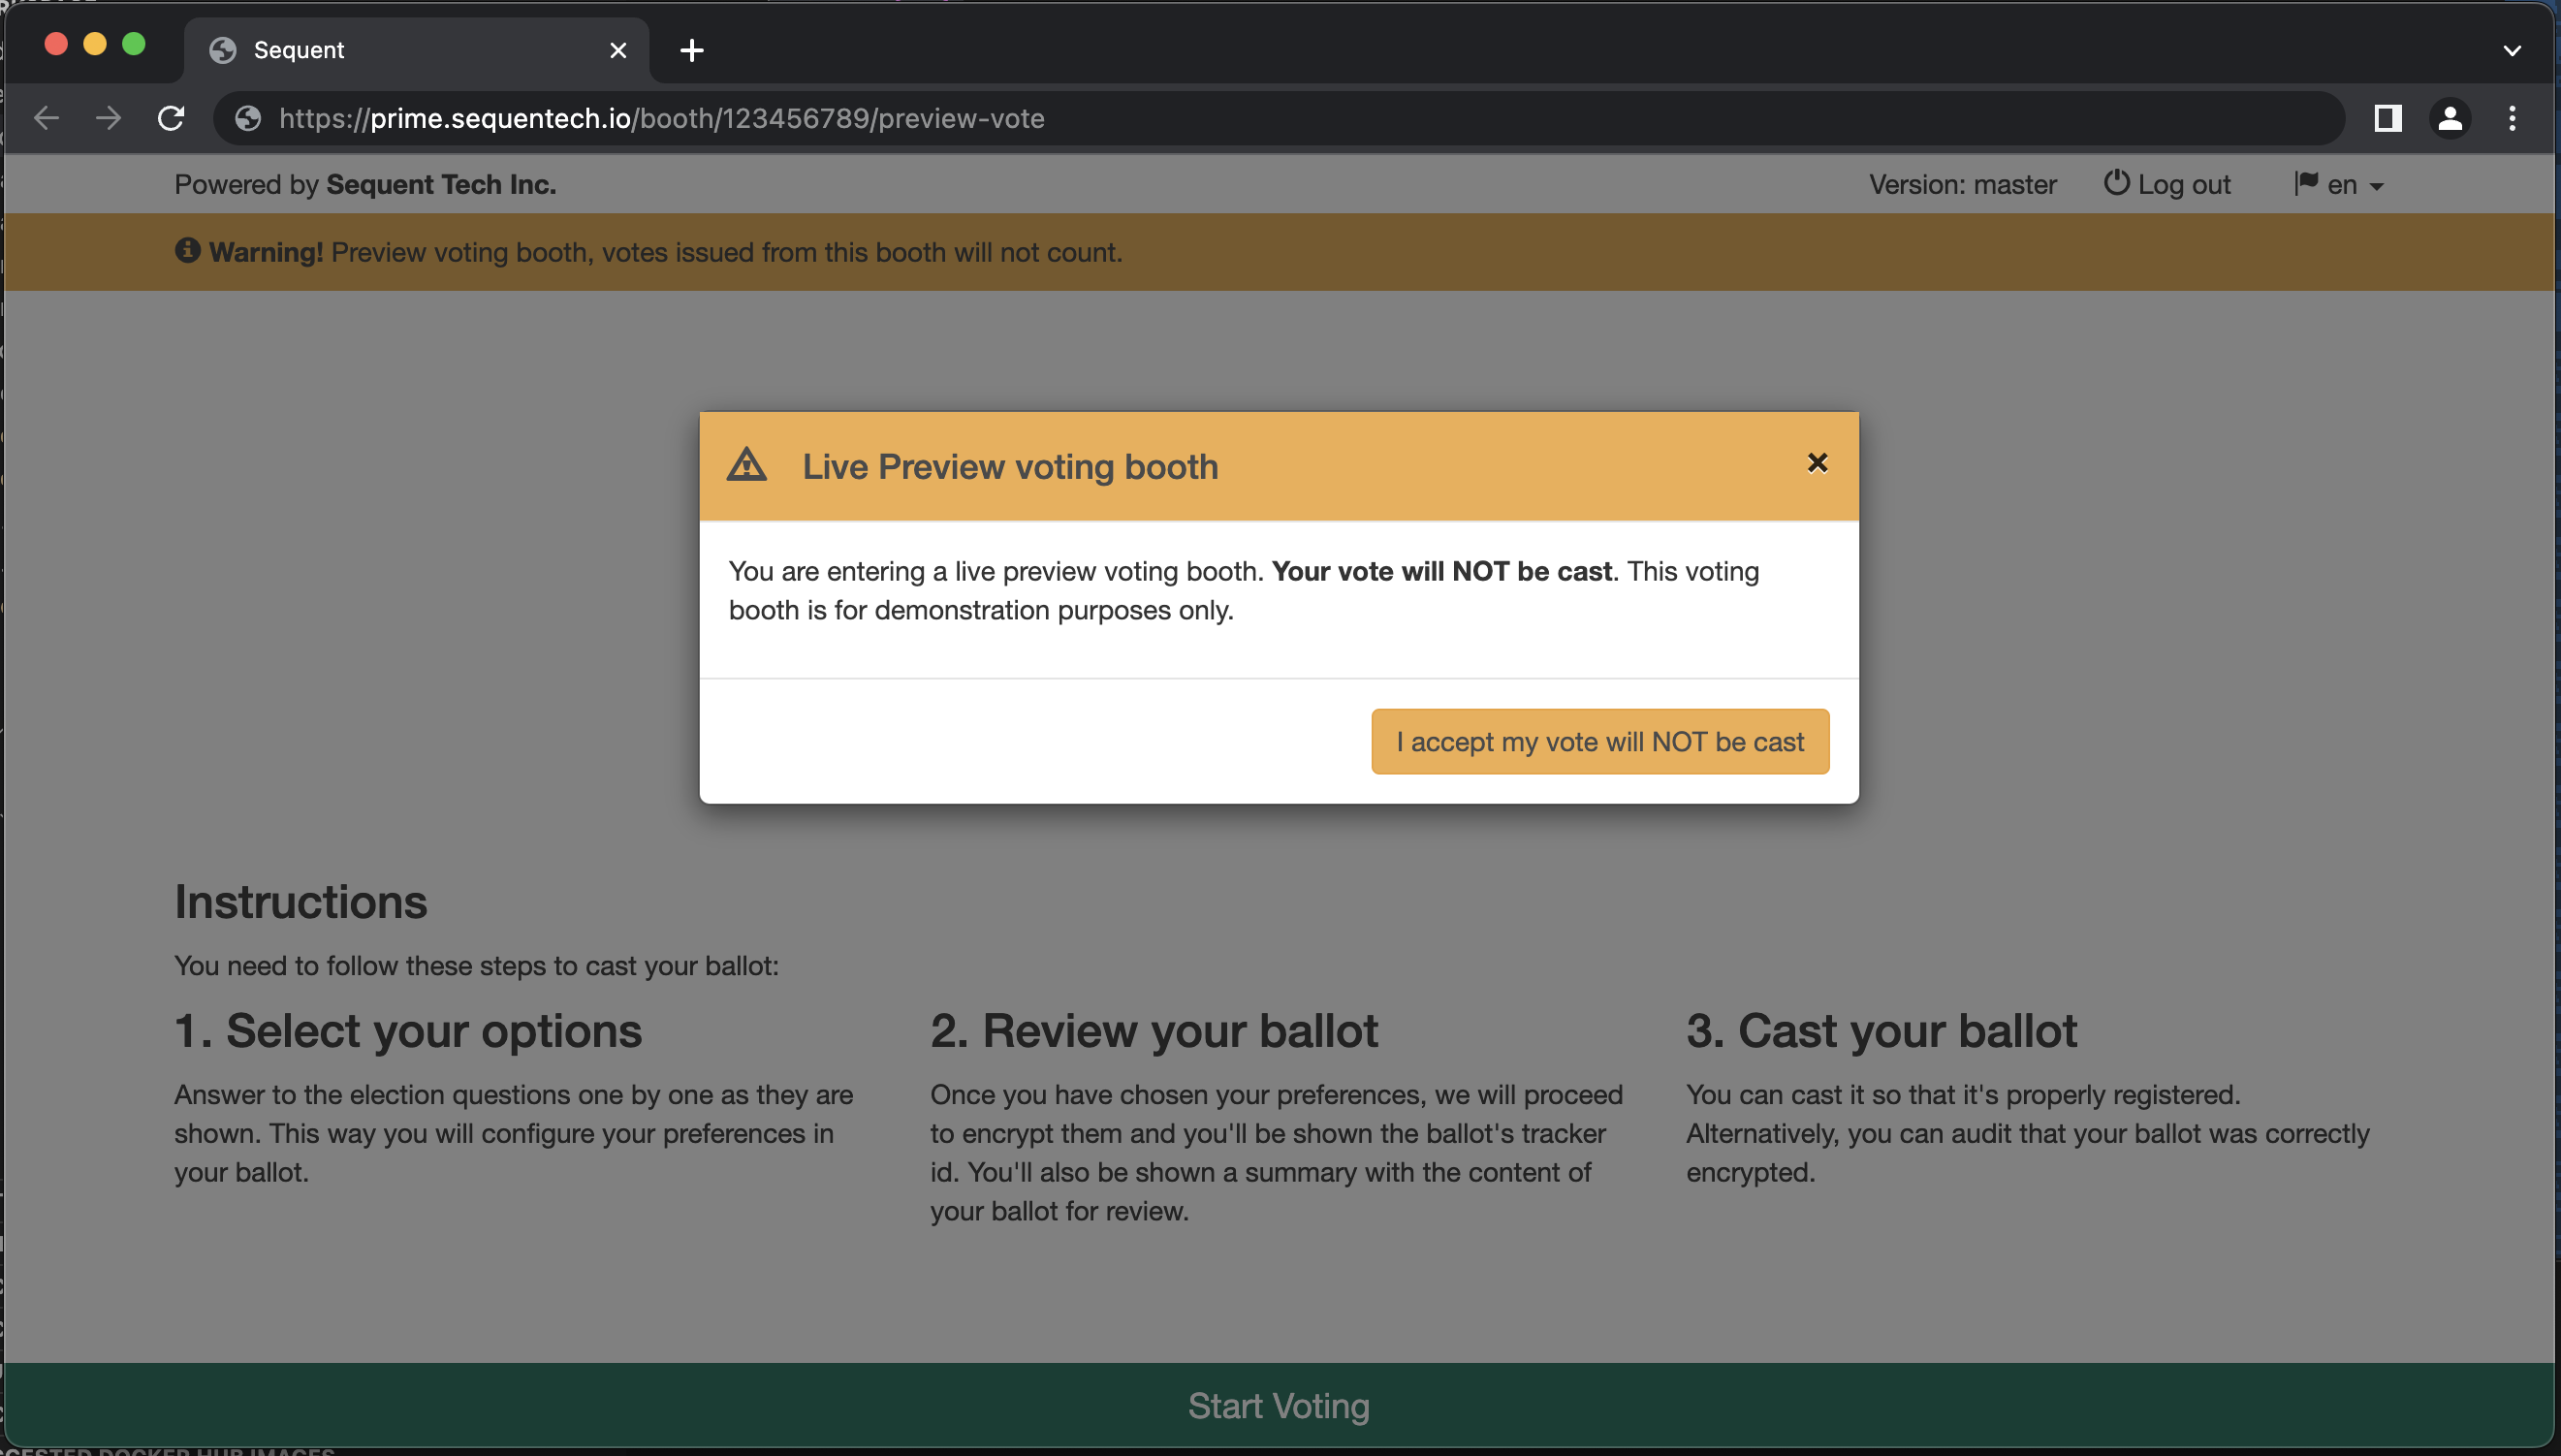 Sequent
https://prime.sequentech.io/booth/123456789/preview-vote
Powered by Sequent Tech Inc.
Version: master
Log out
en
Warning! Preview voting booth, votes issued from this booth will not count.
Live Preview voting booth
You are entering a live preview voting booth. Your vote will NOT be cast. This voting
booth is for demonstration purposes only.
I accept my vote will NOT be cast
Instructions
You need to follow these steps to cast your ballot:
1. Select your options
Answer to the election questions one by one as they are
shown. This way you will configure your preferences in
your ballot.
2. Review your ballot
Once you have chosen your preferences, we will proceed
to encrypt them and you'll be shown the ballot's tracker
id. You'll also be shown a summary with the content of
your ballot for review.
3. Cast your ballot
You can cast it so that it's properly registered.
Alternatively, you can audit that your ballot was correctly
encrypted.
Start Voting
DOCKER HUB IMAGES